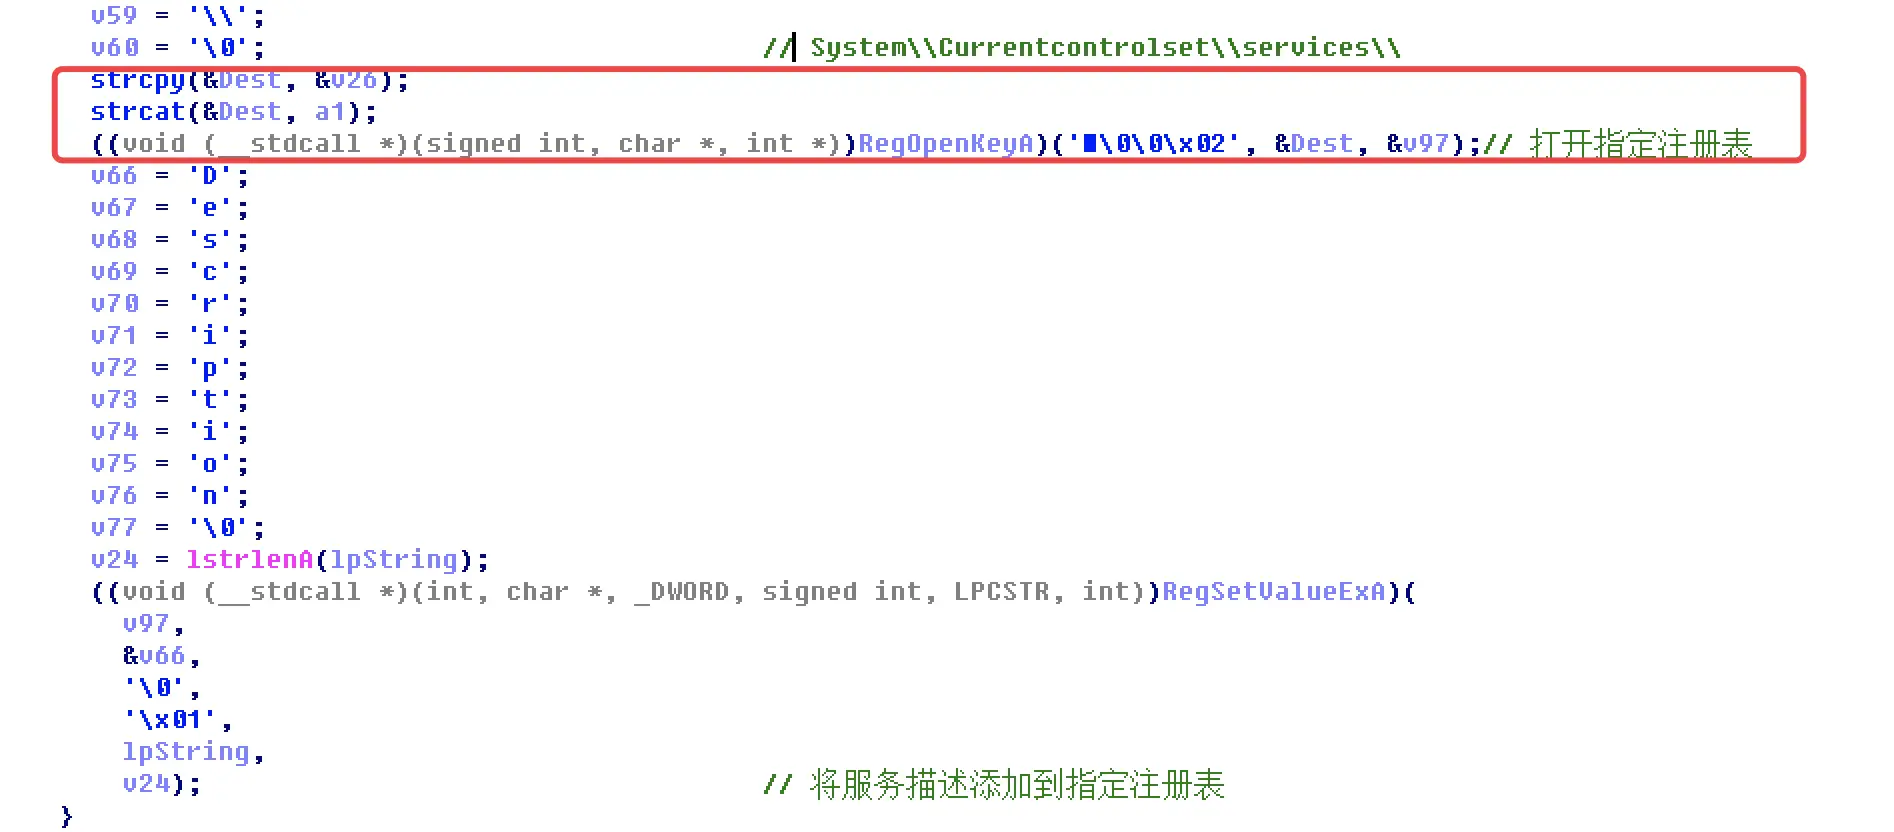 v59 = '\\';
v60 = '\0'; // System\\Currentcontrolset\\services\\
strcpy(&Dest, &v26);
strcat(&Dest, a1);
((void (__stdcall *)(signed int, char *, int *))RegOpenKeyA)('■\0\0\x02', &Dest, &v97);// 打开指定注册表
v66 = 'D';
v67 = 'e';
v68 = 's';
v69 = 'c';
v70 = 'r';
v71 = 'i';
v72 = 'p';
v73 = 't';
v74 = 'i';
v75 = 'o';
v76 = 'n';
v77 = '\0';
v24 = lstrlenA(lpString);
((void (__stdcall *)(int, char *, _DWORD, signed int, LPCSTR, int))RegSetValueExA)(
v97,
&v66,
'\0',
'\x01',
lpString,
v24); // 将服务描述添加到指定注册表
}